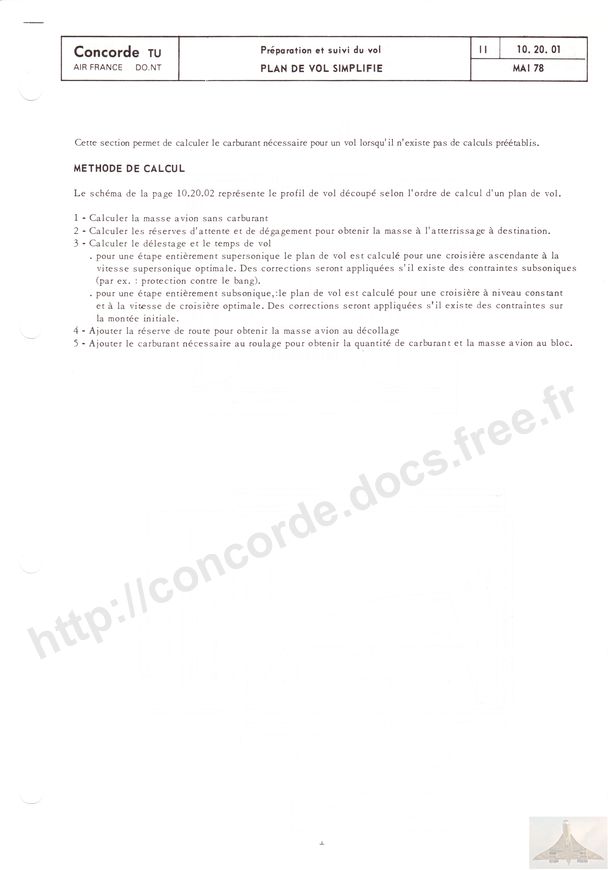 Concorde TU
AIR FRANCE DO.NT
Préparation et suivi du vol
PLAN DE VOL SIMPLIFIE
II
10. 20. 01
MAI 78
Cette section permet de calculer le carburant nécessaire pour un vol lorsqu'il n'existe pas de calculs préétablis.
METHODE DE CALCUL
Le schéma de la page 10.20.02 représente le profil de vol découpé selon l'ordre de calcul d'un plan de vol.
1 - Calculer la masse avion sans carburant
2 - Calculer les réserves d'attente et de dégagement pour obtenir la masse à l'atterrissage à destination.
3 - Calculer le délestage et le temps de vol
. pour une étape entièrement supersonique le plan de vol est calculé pour une croisière ascendante à la
vitesse supersonique optimale. Des corrections seront appliquées s'il existe des contraintes subsoniques
(par ex. : protection contre le bang).
. pour une étape entièrement subsonique,:le plan de vol est calculé pour une croisière à niveau constant
et à la vitesse de croisière optimale. Des corrections seront appliquées s'il existe des contraintes sur
la montée initiale.
4 - Ajouter la réserve de route pour obtenir la masse avion au décollage
5 - Ajouter le carburant nécessaire au roulage pour obtenir la quantité de carburant et la masse avion au bloc.
http://concorde.docs.free.fr